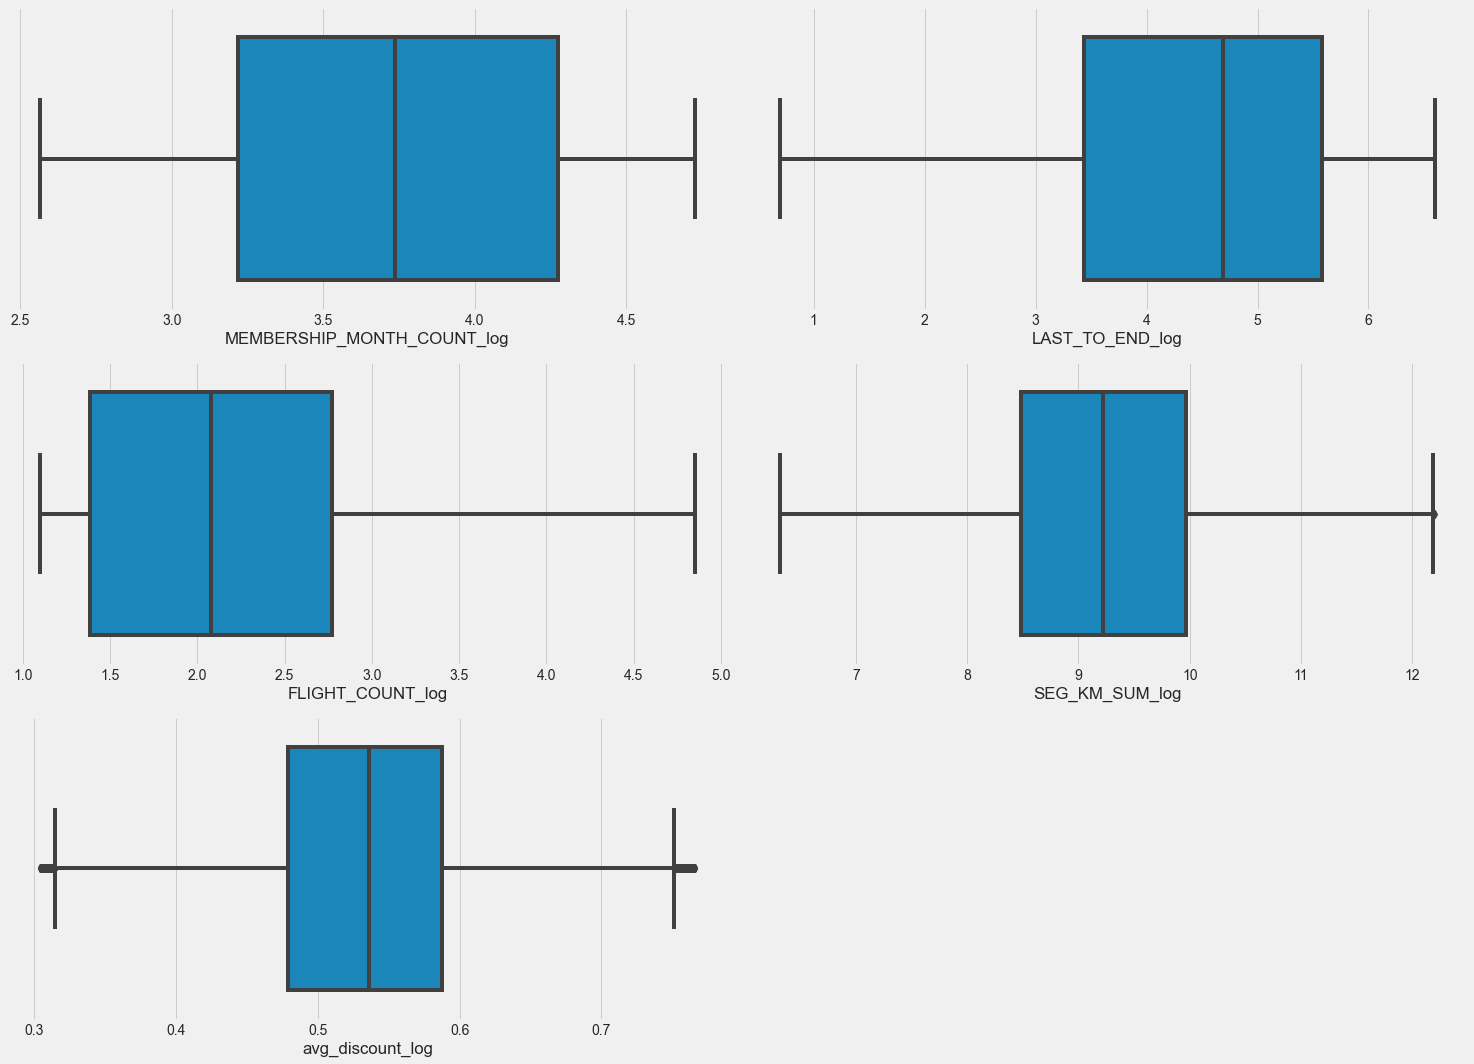 2.5 3.0 3.5 4.0 4.5
MEMBERSHIP_MONTH_COUNT_log
1 2 3 4 5 6
LAST_TO_END_log
1.0 1.5 2.0 2.5 3.0 3.5 4.0 4.5 5.0
FLIGHT_COUNT_log
7 8 9 10 11 12
SEG_KM_SUM_log
0.3 0.4 0.5 0.6 0.7
avg_discount_log